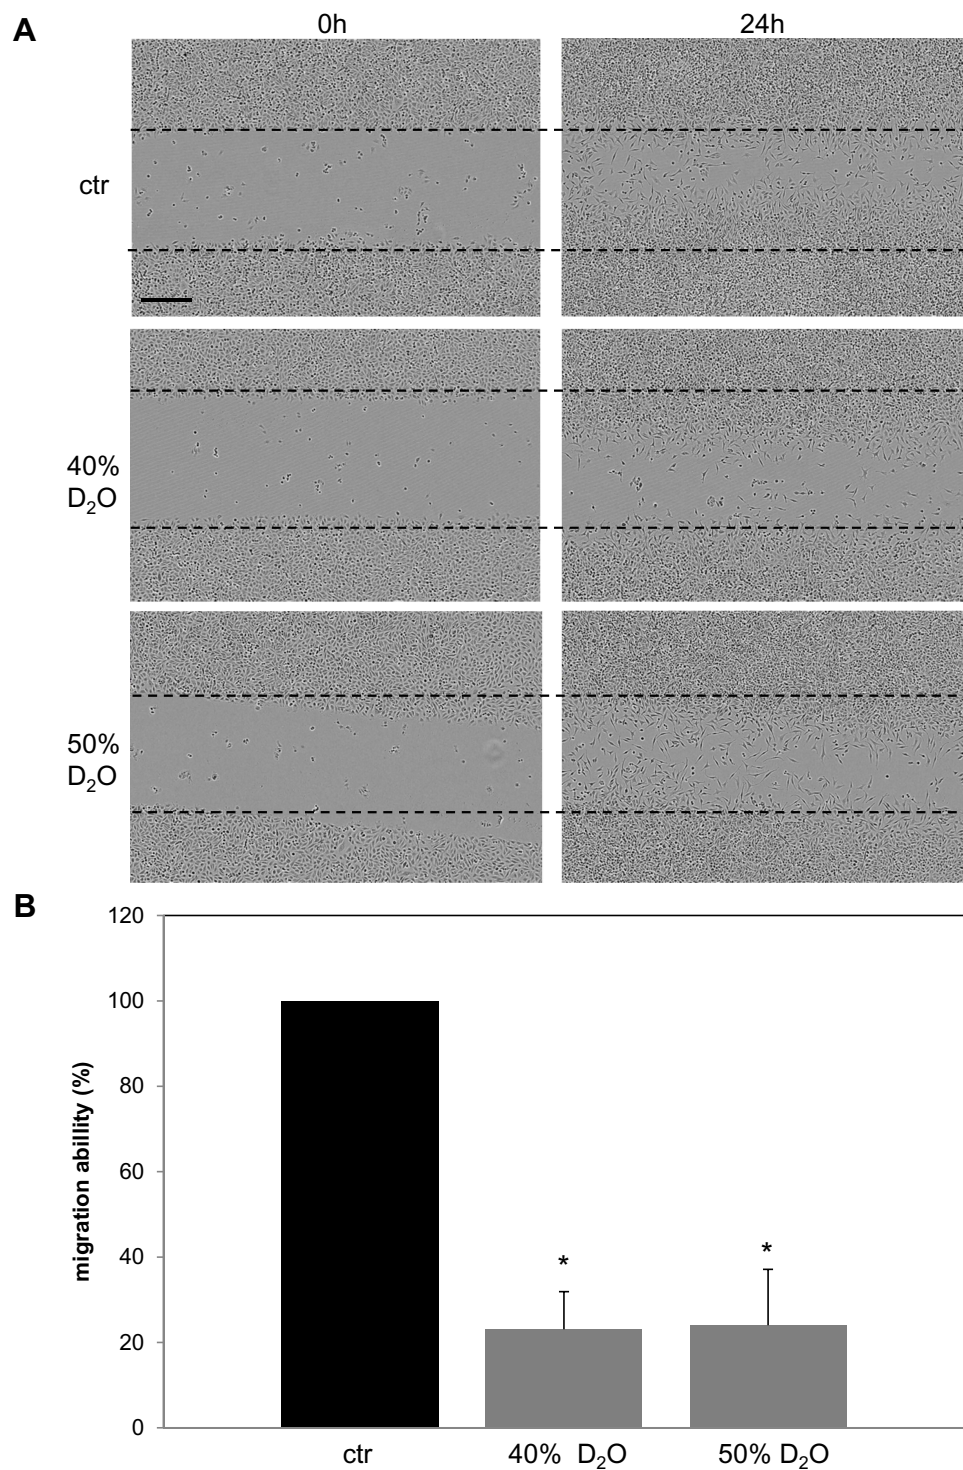 A
0h
24h
ctr
40%
D₂O
50%
D₂O
B
120
100
80
60
40
20
0
migration abillity (%)
*
*
ctr
40% D₂O
50% D₂O